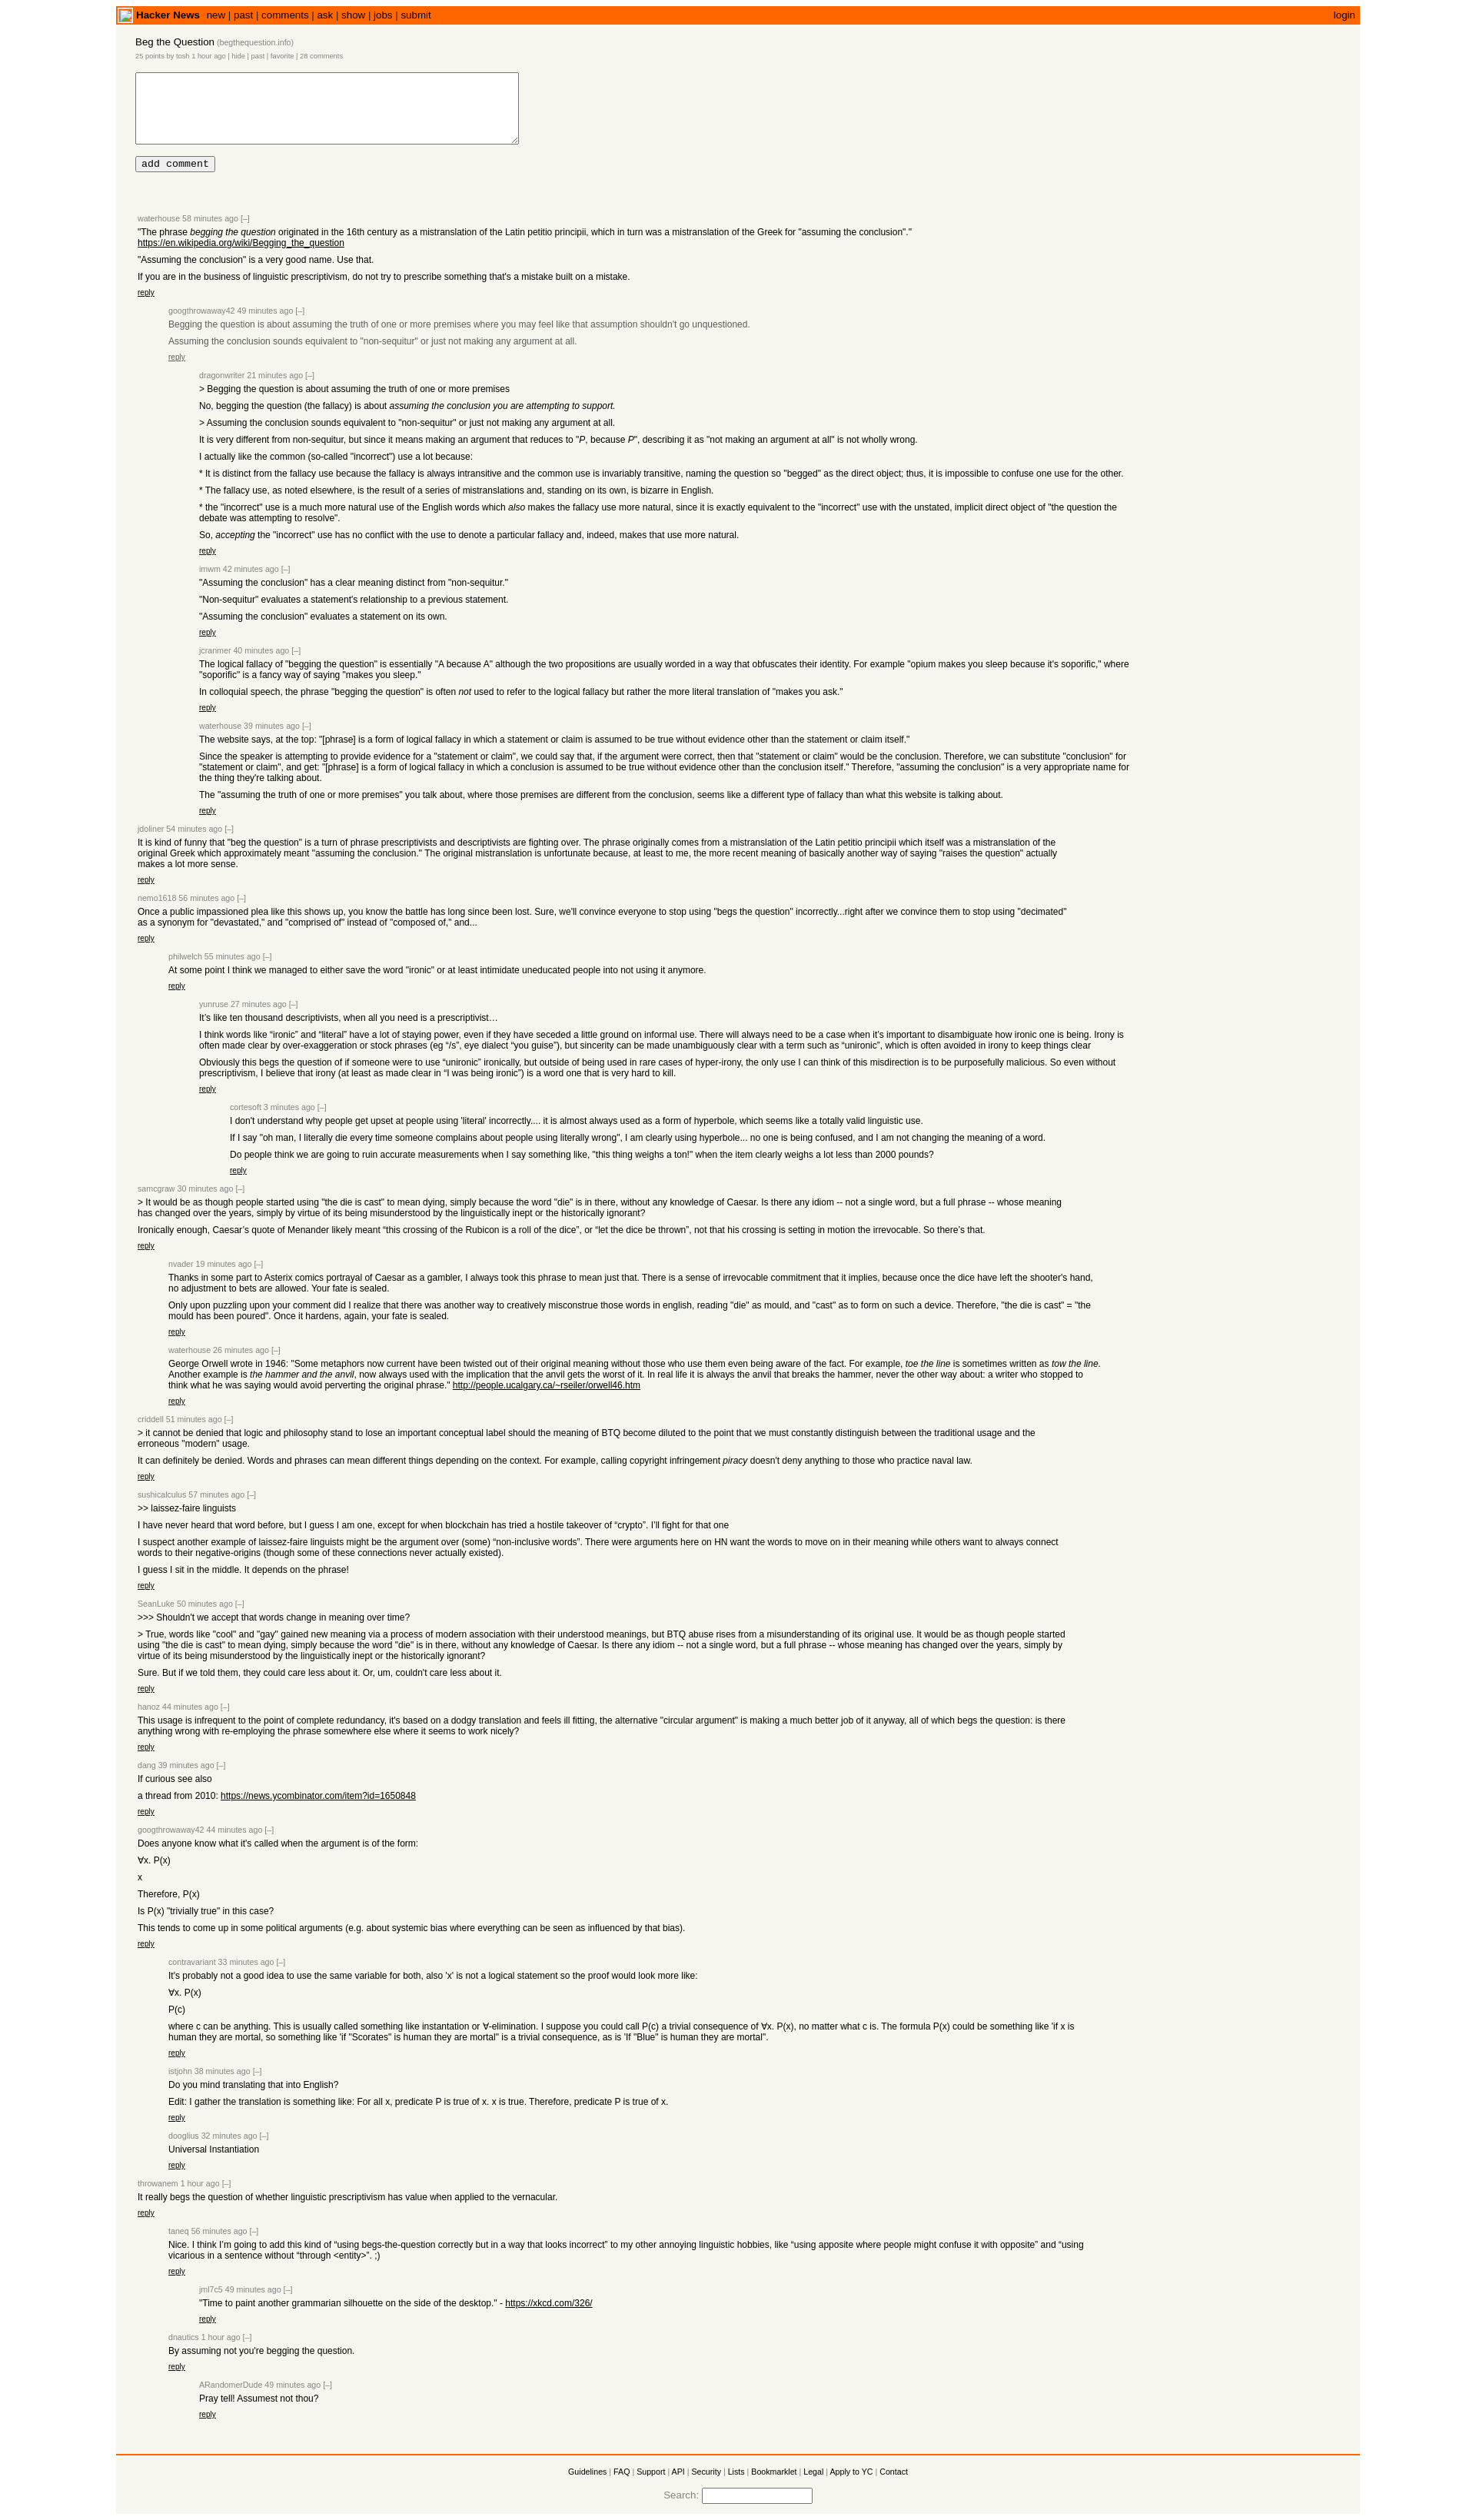 Hacker News new | past | comments | ask | show | jobs | submit login
Beg the Question (begthequestion.info)
25 points by tosh 1 hour ago | hide | past | favorite | 28 comments
add comment
waterhouse 58 minutes ago [–]
"The phrase begging the question originated in the 16th century as a mistranslation of the Latin petitio principii, which in turn was a mistranslation of the Greek for "assuming the conclusion"."
https://en.wikipedia.org/wiki/Begging_the_question
"Assuming the conclusion" is a very good name. Use that.
If you are in the business of linguistic prescriptivism, do not try to prescribe something that's a mistake built on a mistake.
reply
googthrowaway42 49 minutes ago [–]
Begging the question is about assuming the truth of one or more premises where you may feel like that assumption shouldn't go unquestioned.
Assuming the conclusion sounds equivalent to "non-sequitur" or just not making any argument at all.
reply
dragonwriter 21 minutes ago [–]
> Begging the question is about assuming the truth of one or more premises
No, begging the question (the fallacy) is about assuming the conclusion you are attempting to support.
> Assuming the conclusion sounds equivalent to "non-sequitur" or just not making any argument at all.
It is very different from non-sequitur, but since it means making an argument that reduces to "P, because P", describing it as "not making an argument at all" is not wholly wrong.
I actually like the common (so-called "incorrect") use a lot because:
* It is distinct from the fallacy use because the fallacy is always intransitive and the common use is invariably transitive, naming the question so "begged" as the direct object; thus, it is impossible to confuse one use for the other.
* The fallacy use, as noted elsewhere, is the result of a series of mistranslations and, standing on its own, is bizarre in English.
* the "incorrect" use is a much more natural use of the English words which also makes the fallacy use more natural, since it is exactly equivalent to the "incorrect" use with the unstated, implicit direct object of "the question the
debate was attempting to resolve".
So, accepting the "incorrect" use has no conflict with the use to denote a particular fallacy and, indeed, makes that use more natural.
reply
imwm 42 minutes ago [–]
"Assuming the conclusion" has a clear meaning distinct from "non-sequitur."
"Non-sequitur" evaluates a statement's relationship to a previous statement.
"Assuming the conclusion" evaluates a statement on its own.
reply
jcranmer 40 minutes ago [–]
The logical fallacy of "begging the question" is essentially "A because A" although the two propositions are usually worded in a way that obfuscates their identity. For example "opium makes you sleep because it's soporific," where
"soporific" is a fancy way of saying "makes you sleep."
In colloquial speech, the phrase "begging the question" is often not used to refer to the logical fallacy but rather the more literal translation of "makes you ask."
reply
waterhouse 39 minutes ago [–]
The website says, at the top: "[phrase] is a form of logical fallacy in which a statement or claim is assumed to be true without evidence other than the statement or claim itself."
Since the speaker is attempting to provide evidence for a "statement or claim", we could say that, if the argument were correct, then that "statement or claim" would be the conclusion. Therefore, we can substitute "conclusion" for
"statement or claim", and get: "[phrase] is a form of logical fallacy in which a conclusion is assumed to be true without evidence other than the conclusion itself." Therefore, "assuming the conclusion" is a very appropriate name for
the thing they're talking about.
The "assuming the truth of one or more premises" you talk about, where those premises are different from the conclusion, seems like a different type of fallacy than what this website is talking about.
reply
jdoliner 54 minutes ago [–]
It is kind of funny that "beg the question" is a turn of phrase prescriptivists and descriptivists are fighting over. The phrase originally comes from a mistranslation of the Latin petitio principii which itself was a mistranslation of the
original Greek which approximately meant "assuming the conclusion." The original mistranslation is unfortunate because, at least to me, the more recent meaning of basically another way of saying "raises the question" actually
makes a lot more sense.
reply
nemo1618 56 minutes ago [–]
Once a public impassioned plea like this shows up, you know the battle has long since been lost. Sure, we'll convince everyone to stop using "begs the question" incorrectly...right after we convince them to stop using "decimated"
as a synonym for "devastated," and "comprised of" instead of "composed of," and...
reply
philwelch 55 minutes ago [–]
At some point I think we managed to either save the word "ironic" or at least intimidate uneducated people into not using it anymore.
reply
yunruse 27 minutes ago [–]
It’s like ten thousand descriptivists, when all you need is a prescriptivist…
I think words like “ironic” and “literal” have a lot of staying power, even if they have seceded a little ground on informal use. There will always need to be a case when it’s important to disambiguate how ironic one is being. Irony is
often made clear by over-exaggeration or stock phrases (eg “/s”, eye dialect “you guise”), but sincerity can be made unambiguously clear with a term such as “unironic”, which is often avoided in irony to keep things clear
Obviously this begs the question of if someone were to use “unironic” ironically, but outside of being used in rare cases of hyper-irony, the only use I can think of this misdirection is to be purposefully malicious. So even without
prescriptivism, I believe that irony (at least as made clear in “I was being ironic”) is a word one that is very hard to kill.
reply
cortesoft 3 minutes ago [–]
I don't understand why people get upset at people using 'literal' incorrectly.... it is almost always used as a form of hyperbole, which seems like a totally valid linguistic use.
If I say "oh man, I literally die every time someone complains about people using literally wrong", I am clearly using hyperbole... no one is being confused, and I am not changing the meaning of a word.
Do people think we are going to ruin accurate measurements when I say something like, "this thing weighs a ton!" when the item clearly weighs a lot less than 2000 pounds?
reply
samcgraw 30 minutes ago [–]
> It would be as though people started using "the die is cast" to mean dying, simply because the word "die" is in there, without any knowledge of Caesar. Is there any idiom -- not a single word, but a full phrase -- whose meaning
has changed over the years, simply by virtue of its being misunderstood by the linguistically inept or the historically ignorant?
Ironically enough, Caesar’s quote of Menander likely meant “this crossing of the Rubicon is a roll of the dice”, or “let the dice be thrown”, not that his crossing is setting in motion the irrevocable. So there’s that.
reply
nvader 19 minutes ago [–]
Thanks in some part to Asterix comics portrayal of Caesar as a gambler, I always took this phrase to mean just that. There is a sense of irrevocable commitment that it implies, because once the dice have left the shooter's hand,
no adjustment to bets are allowed. Your fate is sealed.
Only upon puzzling upon your comment did I realize that there was another way to creatively misconstrue those words in english, reading "die" as mould, and "cast" as to form on such a device. Therefore, "the die is cast" = "the
mould has been poured". Once it hardens, again, your fate is sealed.
reply
waterhouse 26 minutes ago [–]
George Orwell wrote in 1946: "Some metaphors now current have been twisted out of their original meaning without those who use them even being aware of the fact. For example, toe the line is sometimes written as tow the line.
Another example is the hammer and the anvil, now always used with the implication that the anvil gets the worst of it. In real life it is always the anvil that breaks the hammer, never the other way about: a writer who stopped to
think what he was saying would avoid perverting the original phrase." http://people.ucalgary.ca/~rseiler/orwell46.htm
reply
criddell 51 minutes ago [–]
> it cannot be denied that logic and philosophy stand to lose an important conceptual label should the meaning of BTQ become diluted to the point that we must constantly distinguish between the traditional usage and the
erroneous "modern" usage.
It can definitely be denied. Words and phrases can mean different things depending on the context. For example, calling copyright infringement piracy doesn't deny anything to those who practice naval law.
reply
sushicalculus 57 minutes ago [–]
>> laissez-faire linguists
I have never heard that word before, but I guess I am one, except for when blockchain has tried a hostile takeover of “crypto”. I’ll fight for that one
I suspect another example of laissez-faire linguists might be the argument over (some) “non-inclusive words”. There were arguments here on HN want the words to move on in their meaning while others want to always connect
words to their negative-origins (though some of these connections never actually existed).
I guess I sit in the middle. It depends on the phrase!
reply
SeanLuke 50 minutes ago [–]
>>> Shouldn't we accept that words change in meaning over time?
> True, words like "cool" and "gay" gained new meaning via a process of modern association with their understood meanings, but BTQ abuse rises from a misunderstanding of its original use. It would be as though people started
using "the die is cast" to mean dying, simply because the word "die" is in there, without any knowledge of Caesar. Is there any idiom -- not a single word, but a full phrase -- whose meaning has changed over the years, simply by
virtue of its being misunderstood by the linguistically inept or the historically ignorant?
Sure. But if we told them, they could care less about it. Or, um, couldn't care less about it.
reply
hanoz 44 minutes ago [–]
This usage is infrequent to the point of complete redundancy, it's based on a dodgy translation and feels ill fitting, the alternative "circular argument" is making a much better job of it anyway, all of which begs the question: is there
anything wrong with re-employing the phrase somewhere else where it seems to work nicely?
reply
dang 39 minutes ago [–]
If curious see also
a thread from 2010: https://news.ycombinator.com/item?id=1650848
reply
googthrowaway42 44 minutes ago [–]
Does anyone know what it's called when the argument is of the form:
∀x. P(x)
x
Therefore, P(x)
Is P(x) "trivially true" in this case?
This tends to come up in some political arguments (e.g. about systemic bias where everything can be seen as influenced by that bias).
reply
contravariant 33 minutes ago [–]
It's probably not a good idea to use the same variable for both, also 'x' is not a logical statement so the proof would look more like:
∀x. P(x)
P(c)
where c can be anything. This is usually called something like instantation or ∀-elimination. I suppose you could call P(c) a trivial consequence of ∀x. P(x), no matter what c is. The formula P(x) could be something like 'if x is
human they are mortal, so something like 'if "Scorates" is human they are mortal" is a trivial consequence, as is 'If "Blue" is human they are mortal".
reply
istjohn 38 minutes ago [–]
Do you mind translating that into English?
Edit: I gather the translation is something like: For all x, predicate P is true of x. x is true. Therefore, predicate P is true of x.
reply
dooglius 32 minutes ago [–]
Universal Instantiation
reply
throwanem 1 hour ago [–]
It really begs the question of whether linguistic prescriptivism has value when applied to the vernacular.
reply
taneq 56 minutes ago [–]
Nice. I think I’m going to add this kind of “using begs-the-question correctly but in a way that looks incorrect” to my other annoying linguistic hobbies, like “using apposite where people might confuse it with opposite” and “using
vicarious in a sentence without “through <entity>”. ;)
reply
jml7c5 49 minutes ago [–]
"Time to paint another grammarian silhouette on the side of the desktop." - https://xkcd.com/326/
reply
dnautics 1 hour ago [–]
By assuming not you're begging the question.
reply
ARandomerDude 49 minutes ago [–]
Pray tell! Assumest not thou?
reply
Guidelines | FAQ | Support | API | Security | Lists | Bookmarklet | Legal | Apply to YC | Contact
Search: